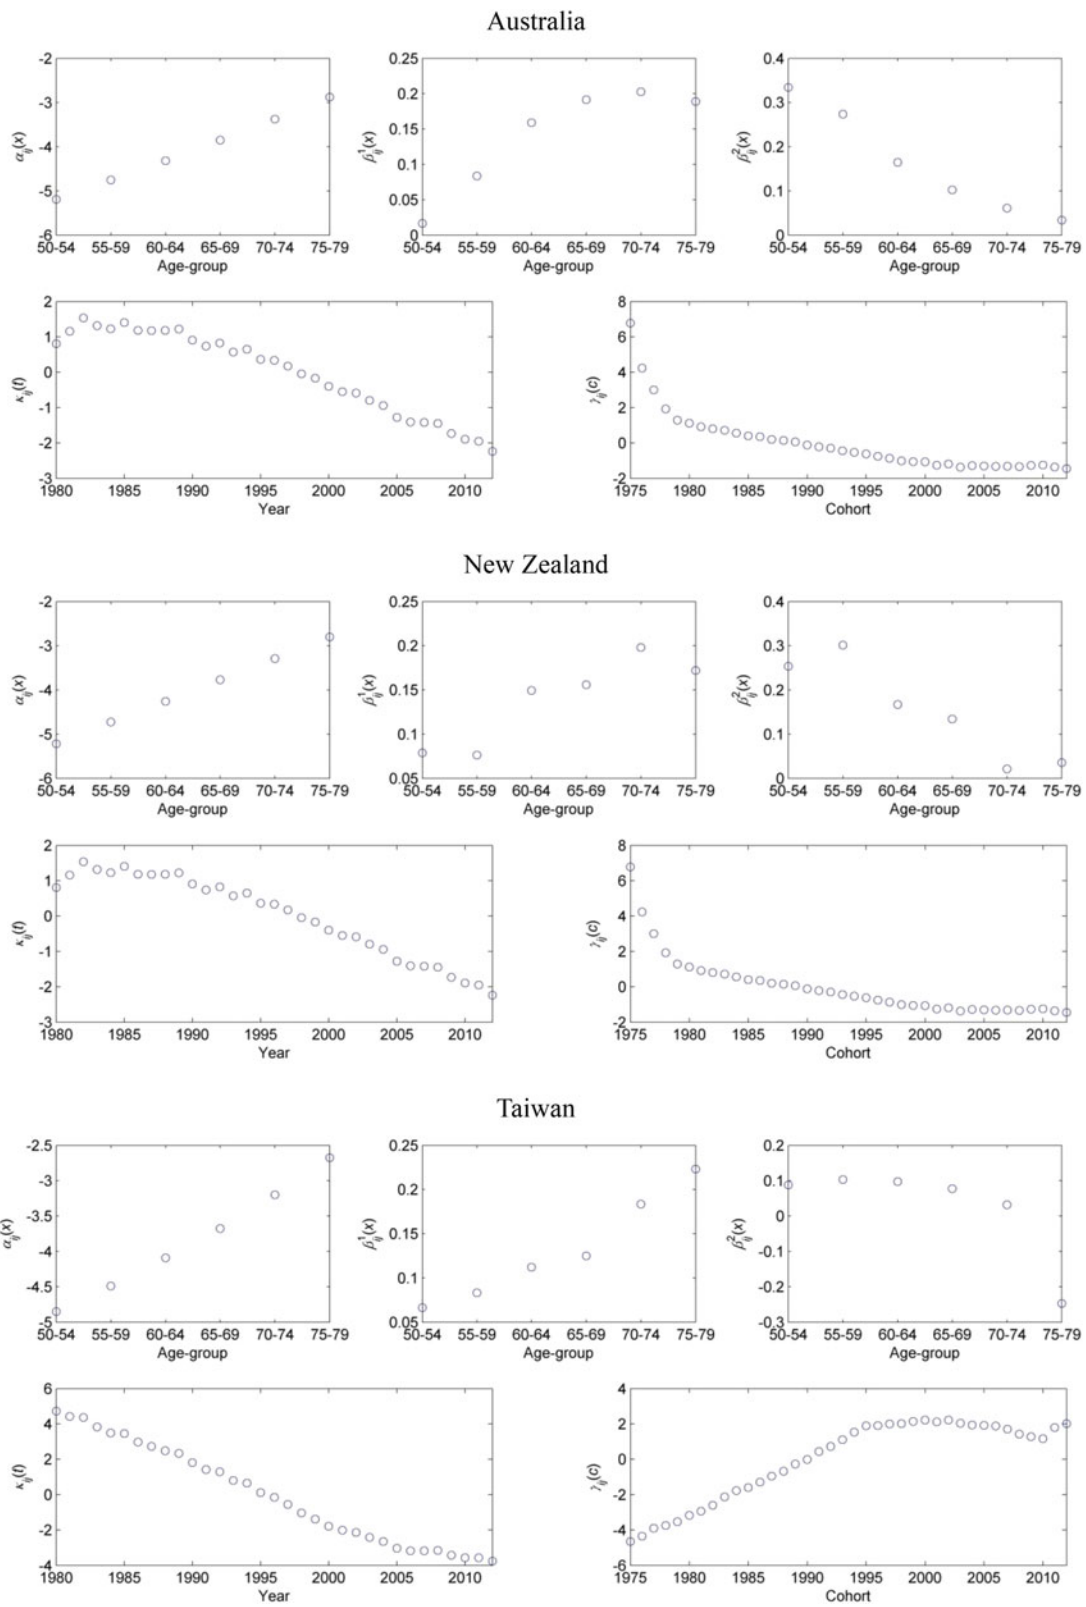 Australia
-2
-3
-4
-5
-6
α_ij(x)
50-54 55-59 60-64 65-69 70-74 75-79
Age-group
0.25
0.2
0.15
0.1
0.05
0
β¹_ij(x)
50-54 55-59 60-64 65-69 70-74 75-79
Age-group
0.4
0.3
0.2
0.1
0
β²_ij(x)
50-54 55-59 60-64 65-69 70-74 75-79
Age-group
2
1
0
-1
-2
-3
κ_ij(t)
1980 1985 1990 1995 2000 2005 2010
Year
8
6
4
2
0
-2
γ_ij(c)
1975 1980 1985 1990 1995 2000 2005 2010
Cohort
New Zealand
-2
-3
-4
-5
-6
α_ij(x)
50-54 55-59 60-64 65-69 70-74 75-79
Age-group
0.25
0.2
0.15
0.1
0.05
β¹_ij(x)
50-54 55-59 60-64 65-69 70-74 75-79
Age-group
0.4
0.3
0.2
0.1
0
β²_ij(x)
50-54 55-59 60-64 65-69 70-74 75-79
Age-group
2
1
0
-1
-2
-3
κ_ij(t)
1980 1985 1990 1995 2000 2005 2010
Year
8
6
4
2
0
-2
γ_ij(c)
1975 1980 1985 1990 1995 2000 2005 2010
Cohort
Taiwan
-2.5
-3
-3.5
-4
-4.5
-5
α_ij(x)
50-54 55-59 60-64 65-69 70-74 75-79
Age-group
0.25
0.2
0.15
0.1
0.05
β¹_ij(x)
50-54 55-59 60-64 65-69 70-74 75-79
Age-group
0.2
0.1
0
-0.1
-0.2
-0.3
β²_ij(x)
50-54 55-59 60-64 65-69 70-74 75-79
Age-group
6
4
2
0
-2
-4
κ_ij(t)
1980 1985 1990 1995 2000 2005 2010
Year
4
2
0
-2
-4
-6
γ_ij(c)
1975 1980 1985 1990 1995 2000 2005 2010
Cohort